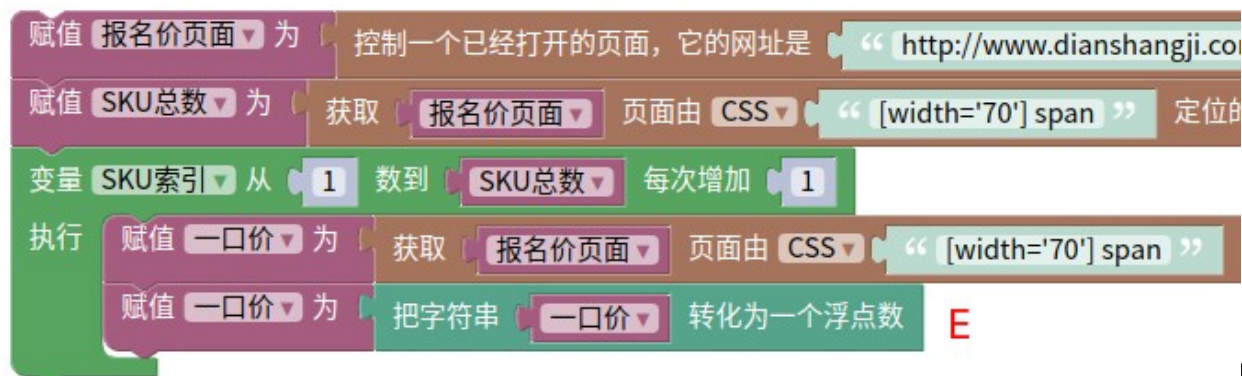 赋值 报名价页面 为 控制一个已经打开的页面，它的网址是 “ http://www.dianshangji.co
赋值 SKU总数 为 获取 报名价页面 页面由 CSS “ [width='70'] span ” 定位的
变量 SKU索引 从 1 数到 SKU总数 每次增加 1
执行 赋值 一口价 为 获取 报名价页面 页面由 CSS “ [width='70'] span ”
赋值 一口价 为 把字符串 一口价 转化为一个浮点数 E